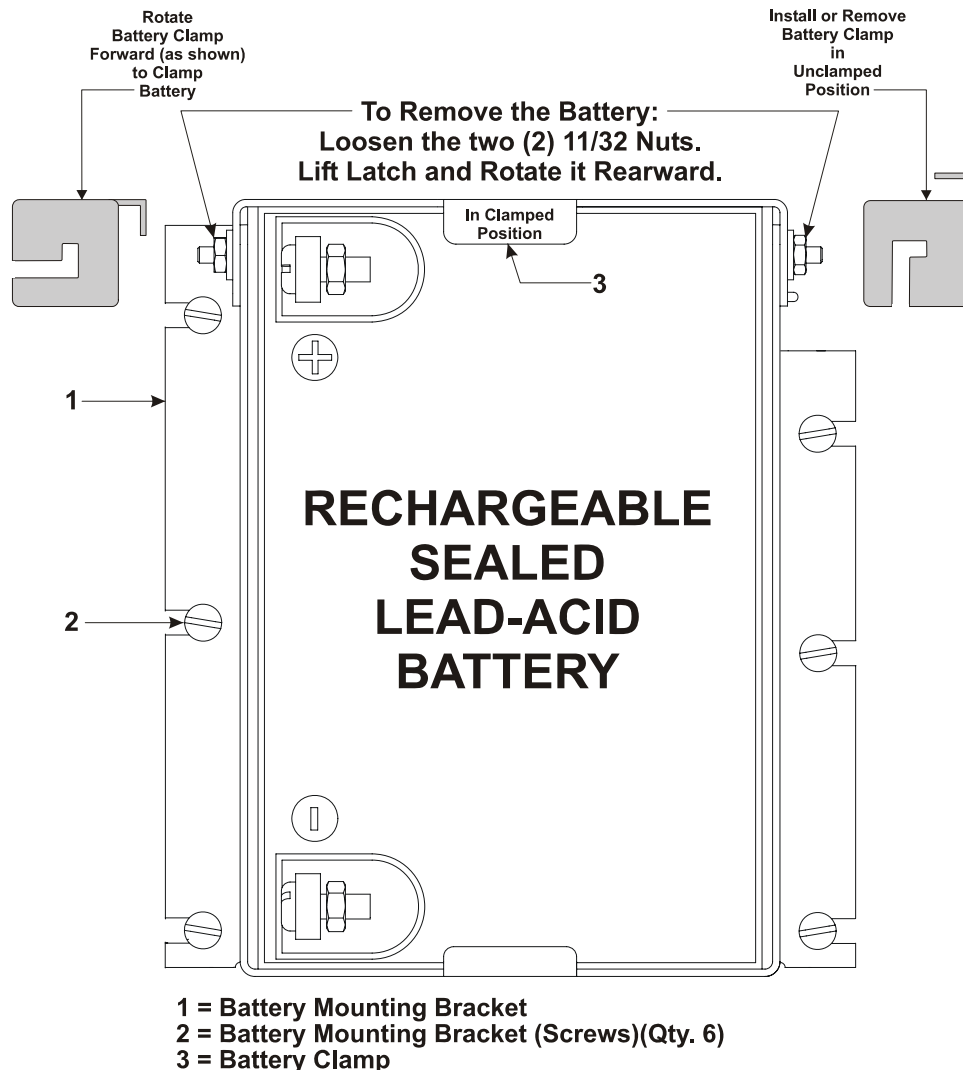 Rotate
Battery Clamp
Forward (as shown)
to Clamp
Battery
Install or Remove
Battery Clamp
in
Unclamped
Position
To Remove the Battery:
Loosen the two (2) 11/32 Nuts.
Lift Latch and Rotate it Rearward.
In Clamped
Position
3
1
2
RECHARGEABLE
SEALED
LEAD-ACID
BATTERY
1 = Battery Mounting Bracket
2 = Battery Mounting Bracket (Screws)(Qty. 6)
3 = Battery Clamp